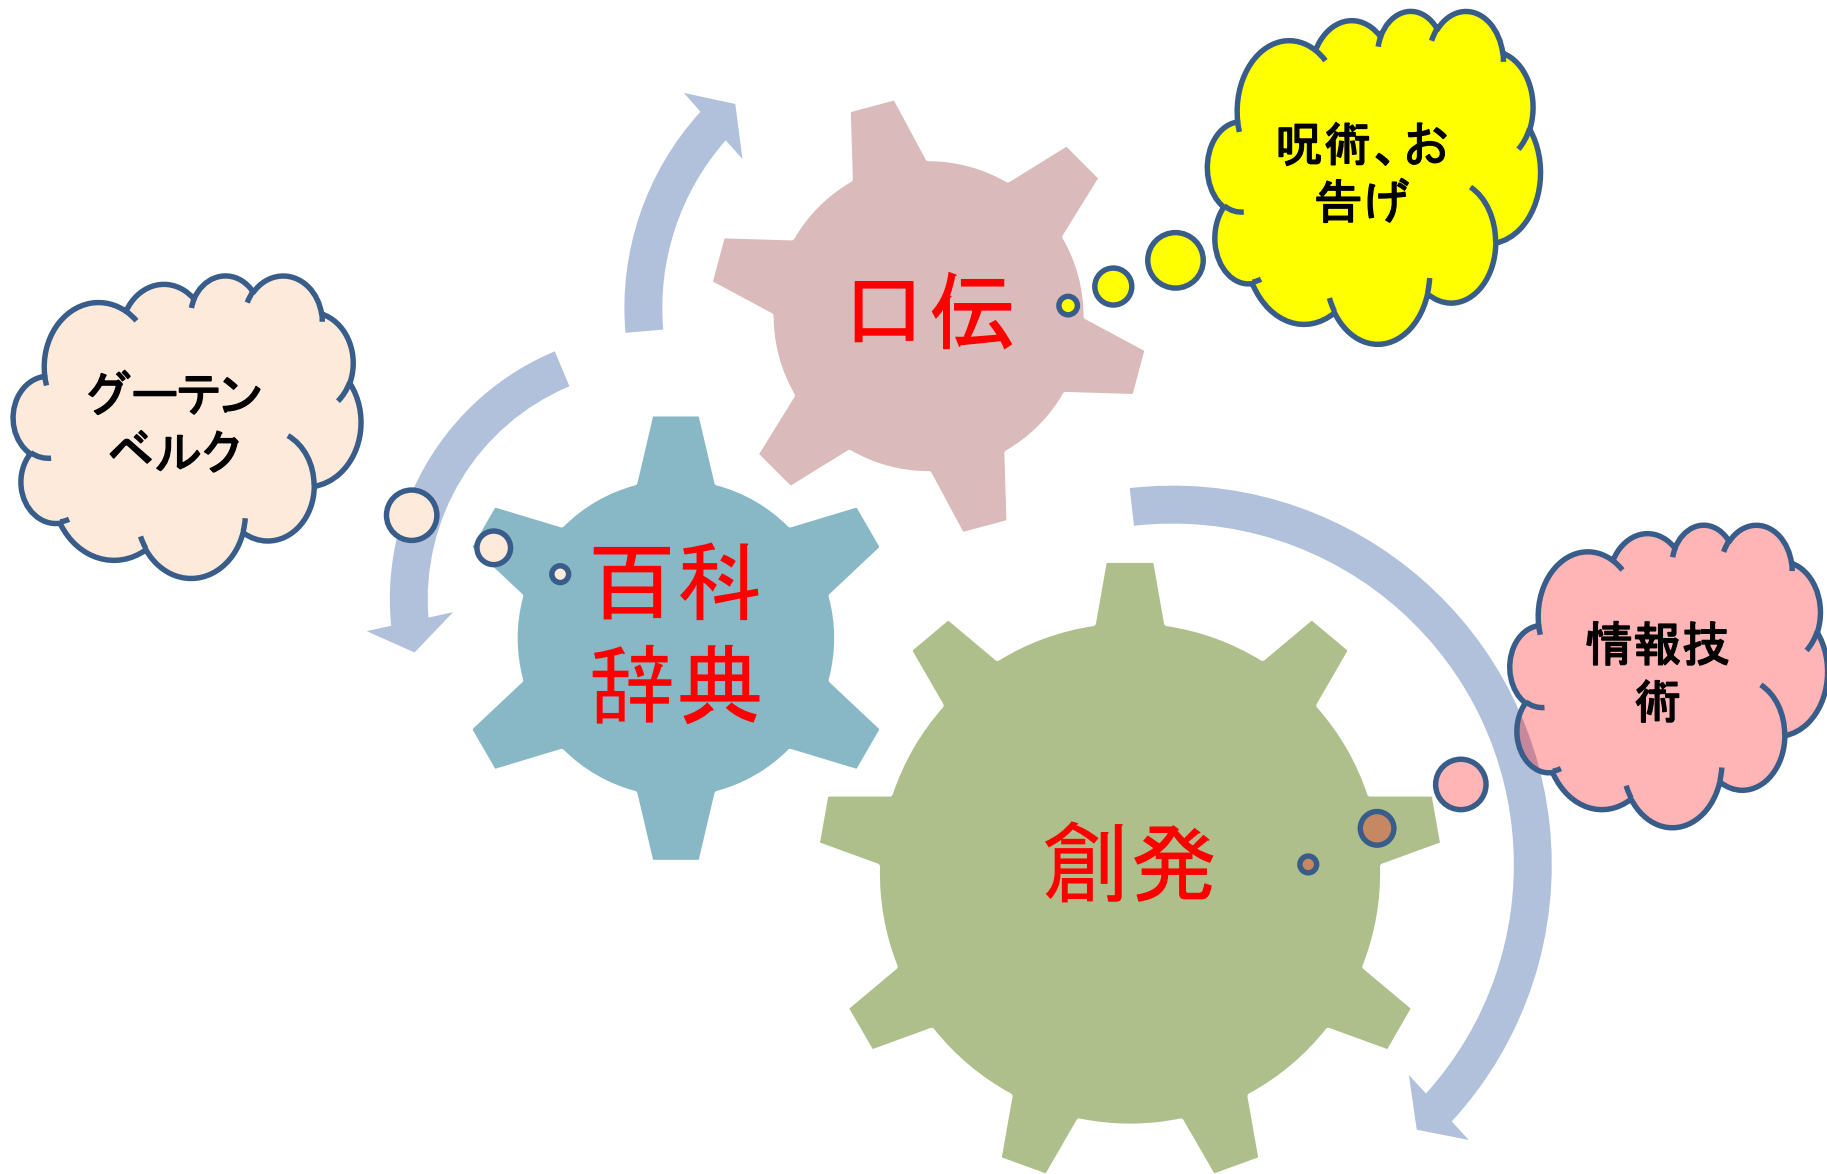 呪術、お
告げ
口伝
グーテン
ベルク
百科
辞典
情報技
術
創発